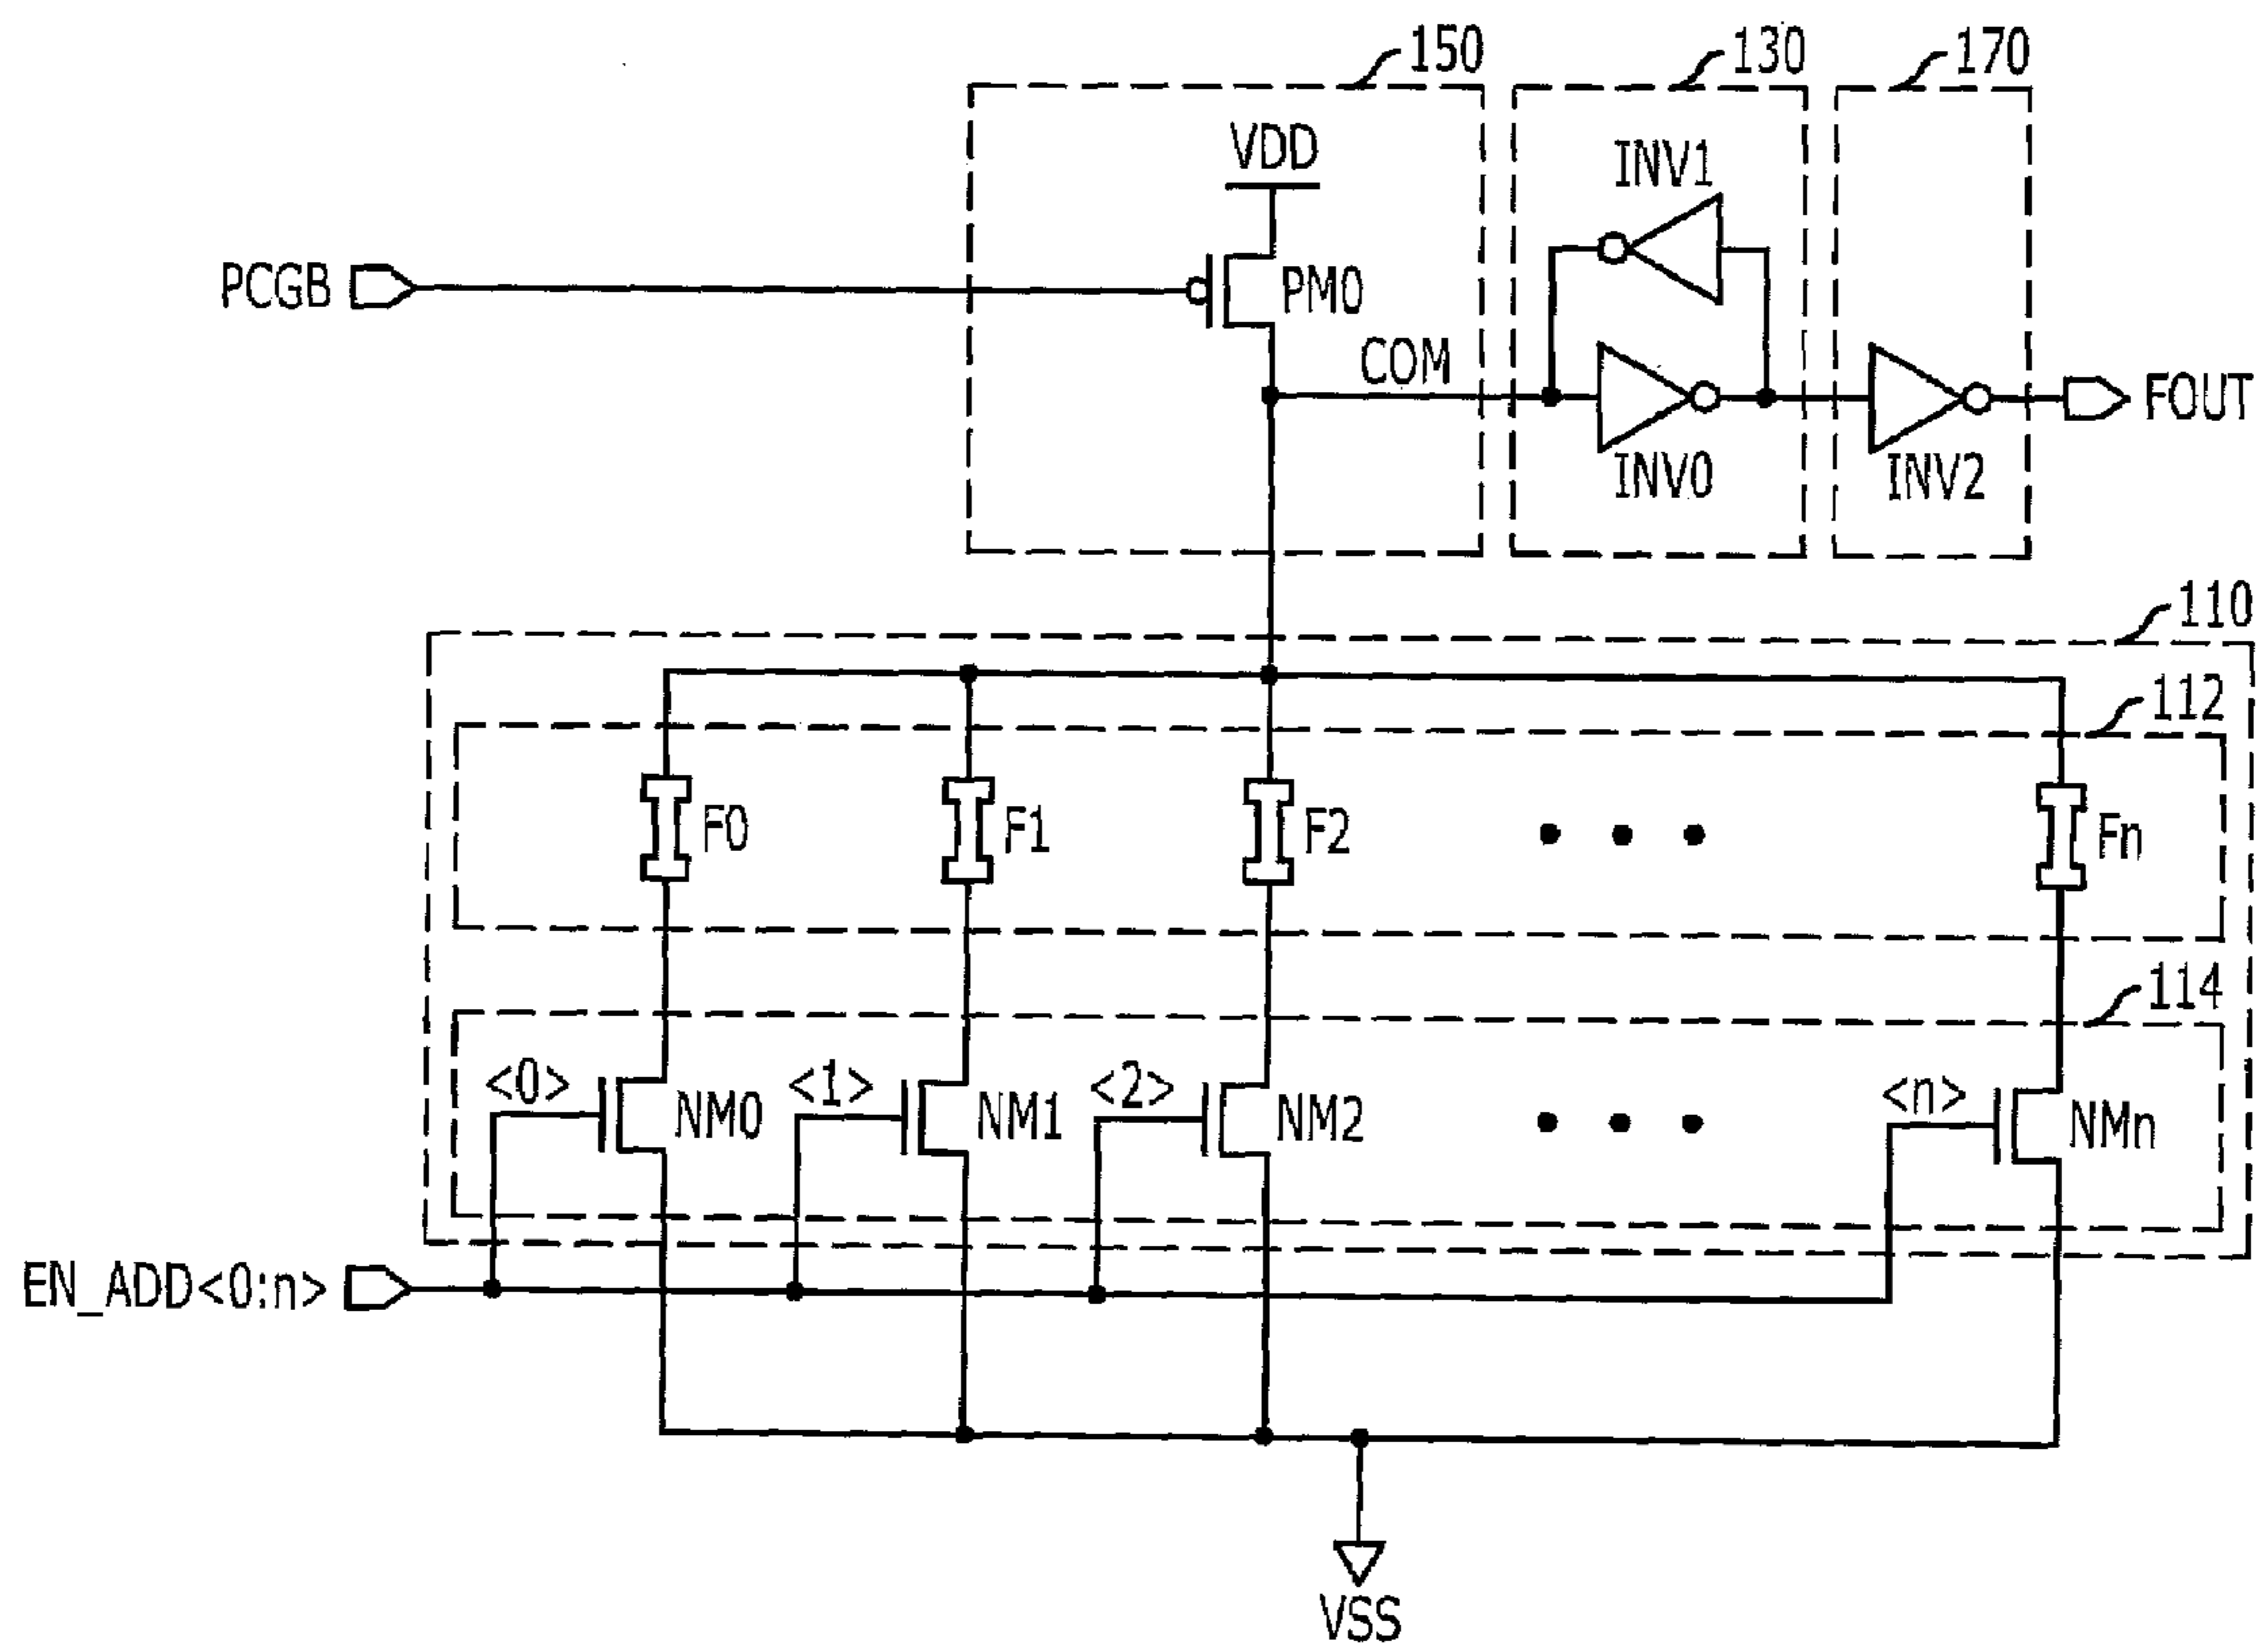 150
130
170
VDD
INV1
PCGB
PM0
COM
FOUT
INV0
INV2
110
112
F0
F1
F2
Fn
114
<0>
<1>
<2>
<n>
NM0
NM1
NM2
NMn
EN_ADD<0:n>
VSS